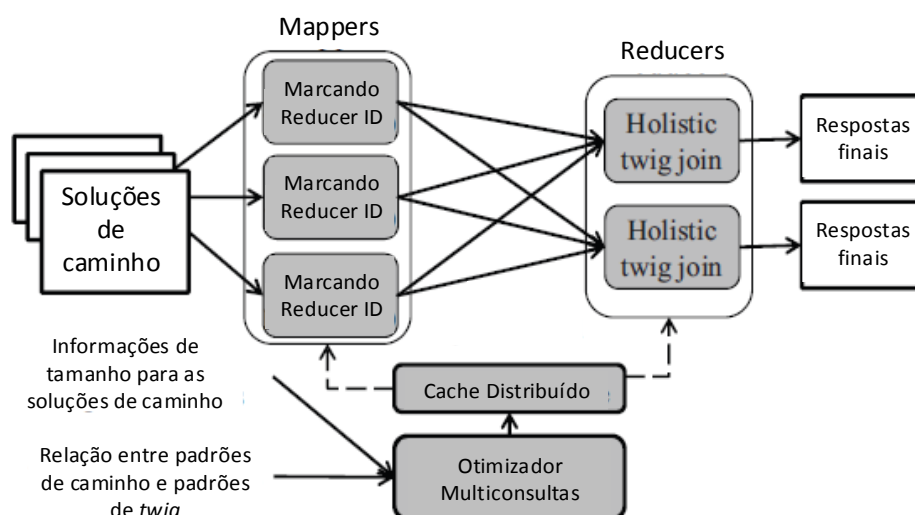 Mappers
Reducers
Soluções
de
caminho
Marcando
Reducer ID
Marcando
Reducer ID
Marcando
Reducer ID
Holistic
twig join
Holistic
twig join
Respostas
finais
Respostas
finais
Informações de
tamanho para as
soluções de caminho
Cache Distribuído
Relação entre padrões
de caminho e padrões
de twig
Otimizador
Multiconsultas